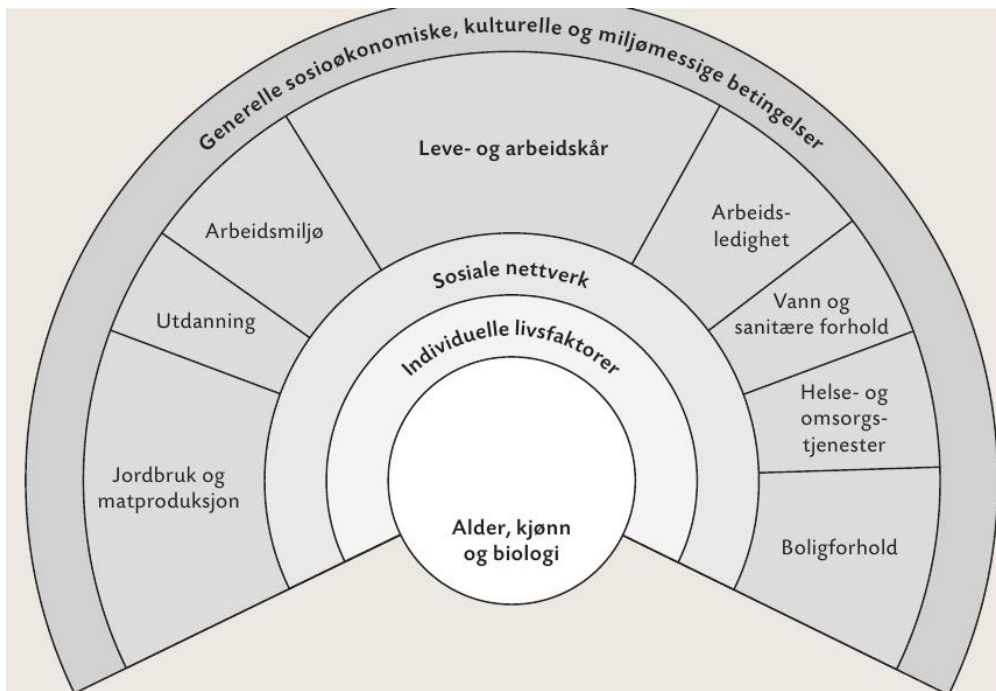 Generelle sosioøkonomiske, kulturelle og miljømessige betingelser
Leve- og arbeidskår
Arbeidsmiljø
Utdanning
Jordbruk og
matproduksjon
Arbeids-
ledighet
Vann og
sanitære forhold
Helse- og
omsorgs-
tjenester
Boligforhold
Sosiale nettverk
Individuelle livsfaktorer
Alder, kjønn
og biologi